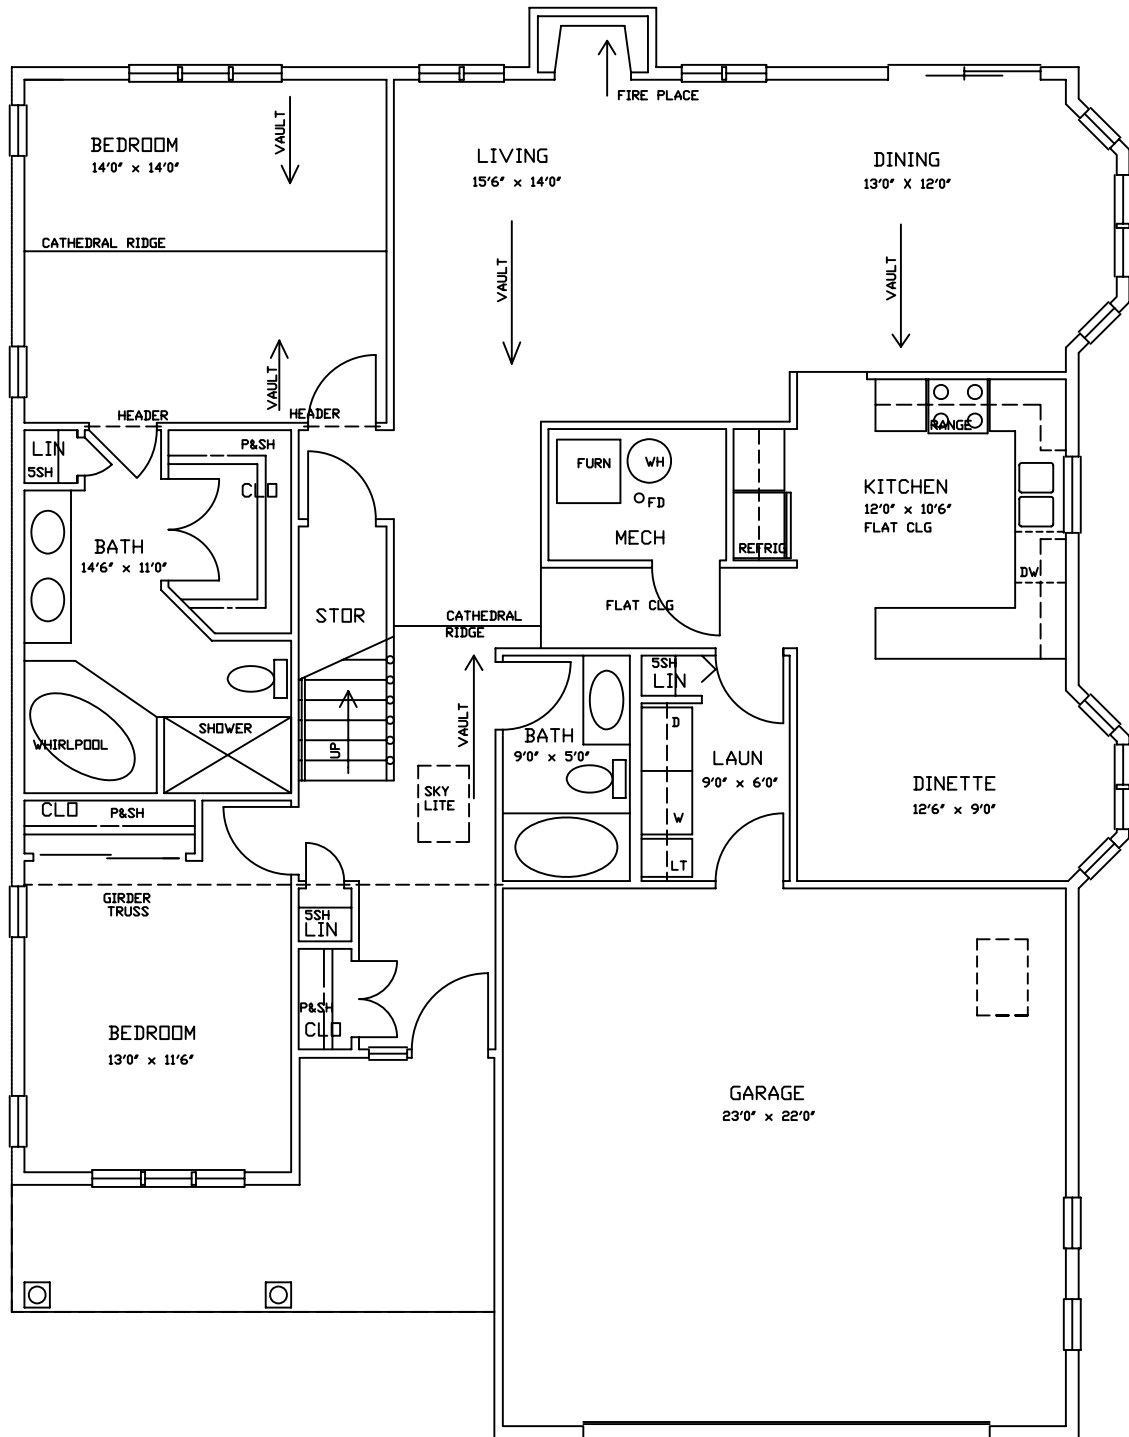 FIRE PLACE
BEDROOM
14'0" x 14'0"
VAULT
LIVING
15'6" x 14'0"
DINING
13'0" X 12'0"
CATHEDRAL RIDGE
VAULT
VAULT
VAULT
HEADER
HEADER
LIN
5SH
P&SH
CLO
FURN
WH
FD
MECH
REFRIG
RANGE
KITCHEN
12'0" x 10'6"
FLAT CLG
DW
BATH
14'6" x 11'0"
STOR
CATHEDRAL
RIDGE
FLAT CLG
5SH
LIN
WHIRLPOOL
SHOWER
UP
VAULT
BATH
9'0" x 5'0"
D
LAUN
9'0" x 6'0"
W
LT
SKY
LITE
DINETTE
12'6" x 9'0"
CLO
P&SH
GIRDER
TRUSS
5SH
LIN
P&SH
CLO
BEDROOM
13'0" x 11'6"
GARAGE
23'0" x 22'0"